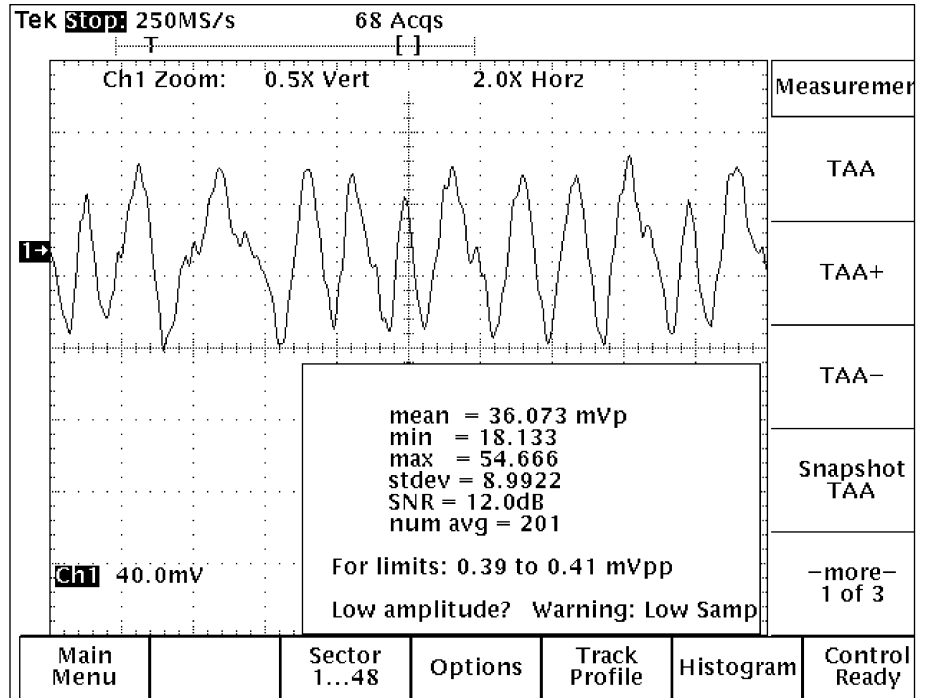 Tek Stop: 250MS/s 68 Acqs
T [ ]
Ch1 Zoom: 0.5X Vert 2.0X Horz
Measuremer
TAA
TAA+
1→
TAA−
mean = 36.073 mVp
min = 18.133
max = 54.666
stdev = 8.9922
SNR = 12.0dB
num avg = 201
Snapshot
TAA
For limits: 0.39 to 0.41 mVpp
Low amplitude? Warning: Low Samp
Ch1 40.0mV
−more−
1 of 3
Main
Menu
Sector
1...48
Options
Track
Profile
Histogram
Control
Ready